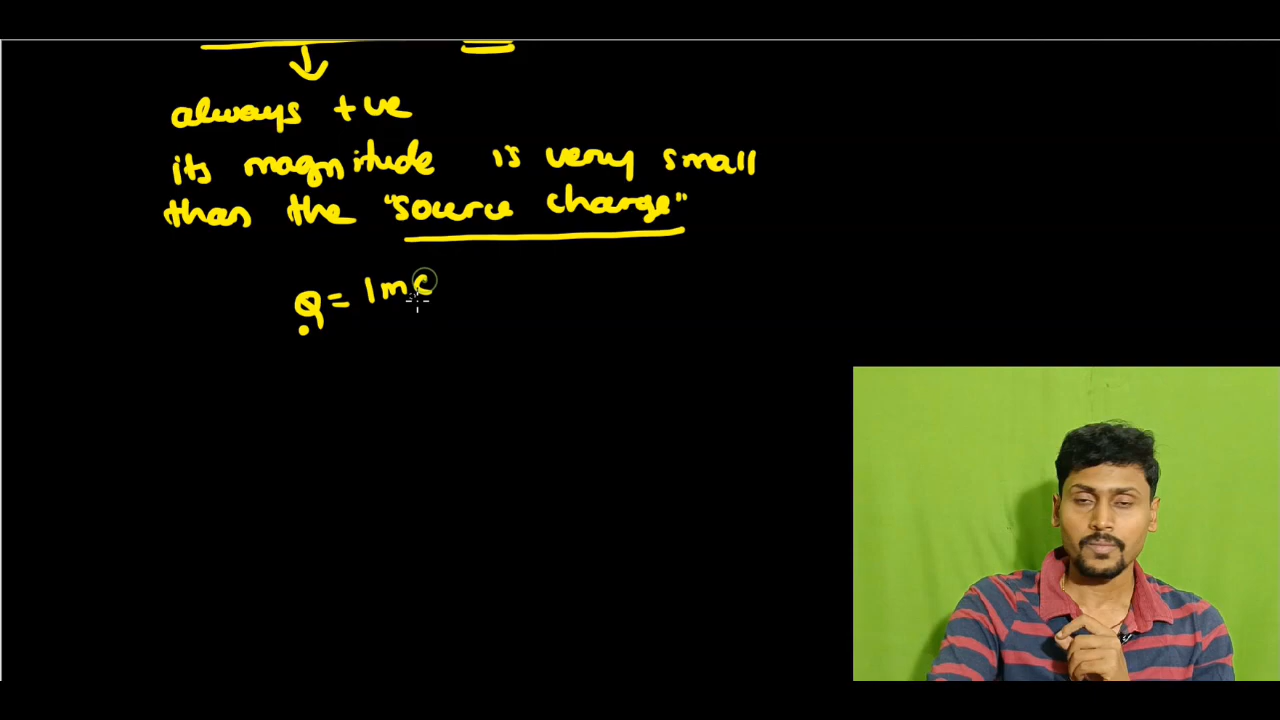 always +ve
its magnitude is very small
than the "source charge"
Q = 1mC